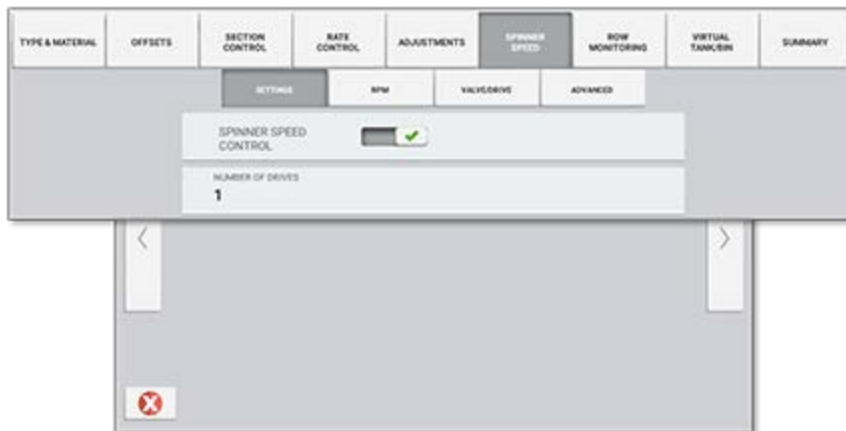 TYPE & MATERIAL
OFFSETS
SECTION
CONTROL
RATE
CONTROL
ADJUSTMENTS
SPINNER
SPEED
ROW
MONITORING
VIRTUAL
TANK/BIN
SUMMARY
SETTINGS
RPM
VALVE/DRIVE
ADVANCED
SPINNER SPEED
CONTROL
NUMBER OF DRIVES
1